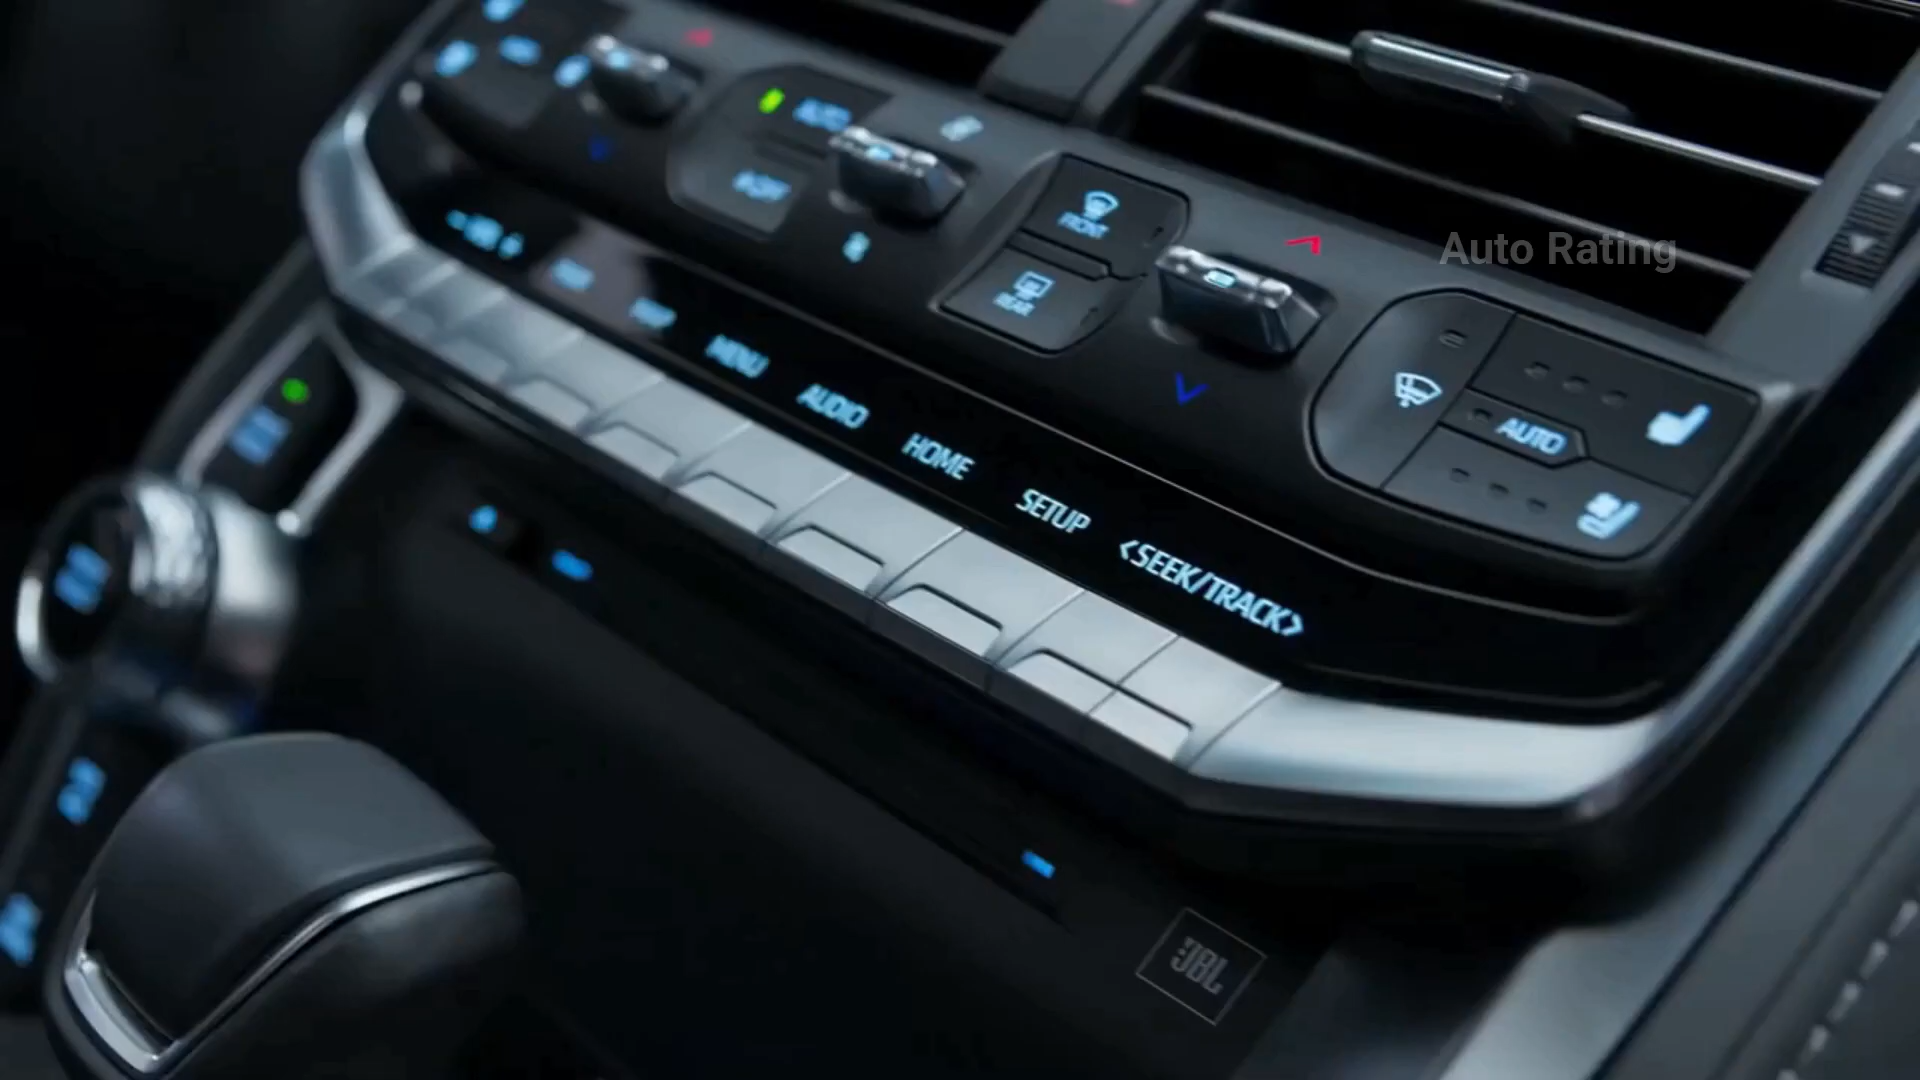 AUTO
FRONT
REAR
Auto Rating
AUTO
MENU
AUDIO
HOME
SETUP
<SEEK/TRACK>
JBL